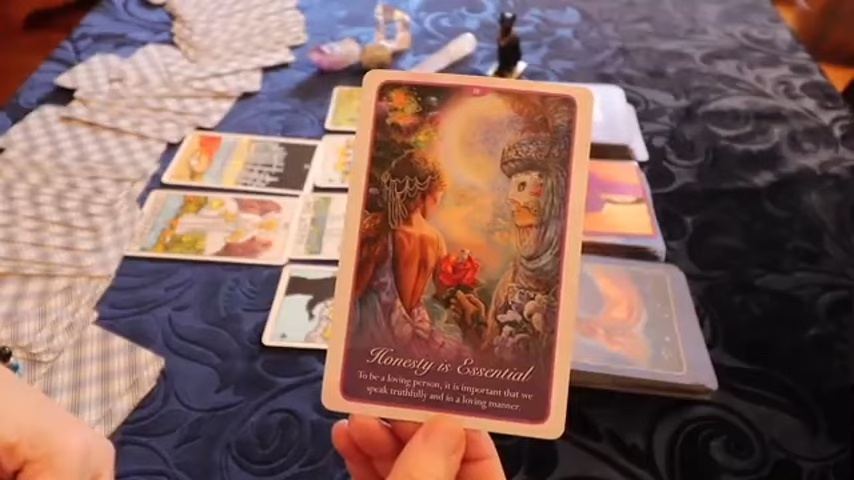 Honesty is Essential
To be a loving person, it is important that we
speak truthfully and in a loving manner.